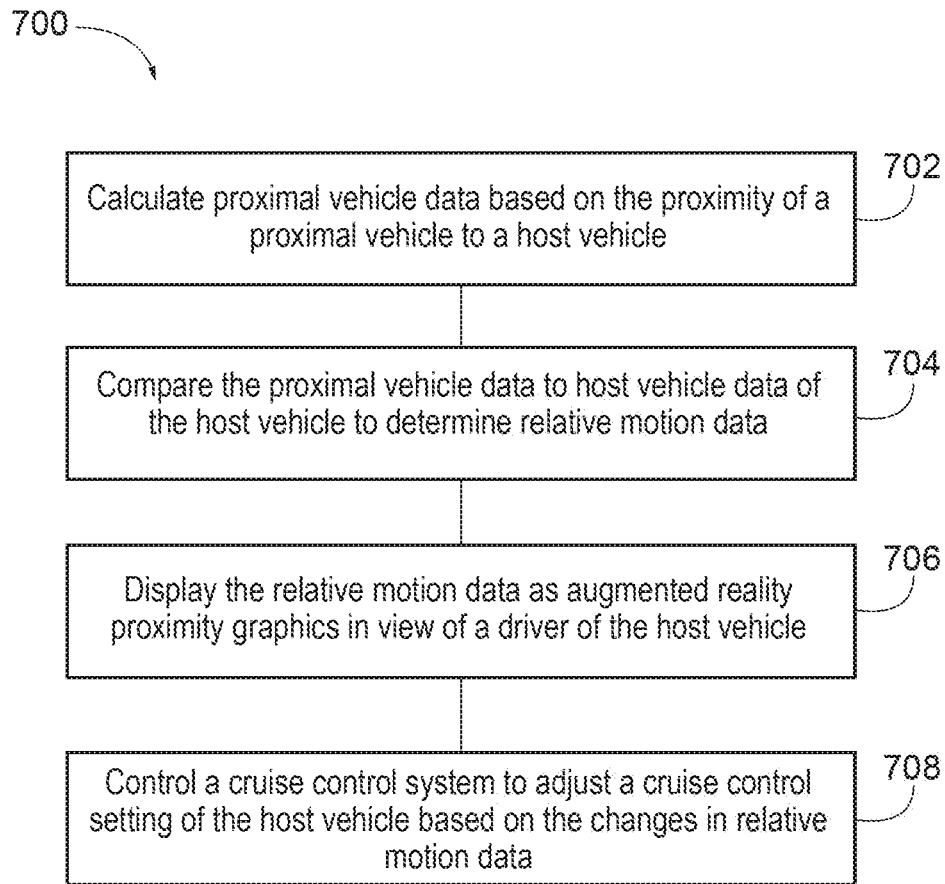 700
702
Calculate proximal vehicle data based on the proximity of a
proximal vehicle to a host vehicle
704
Compare the proximal vehicle data to host vehicle data of
the host vehicle to determine relative motion data
706
Display the relative motion data as augmented reality
proximity graphics in view of a driver of the host vehicle
708
Control a cruise control system to adjust a cruise control
setting of the host vehicle based on the changes in relative
motion data